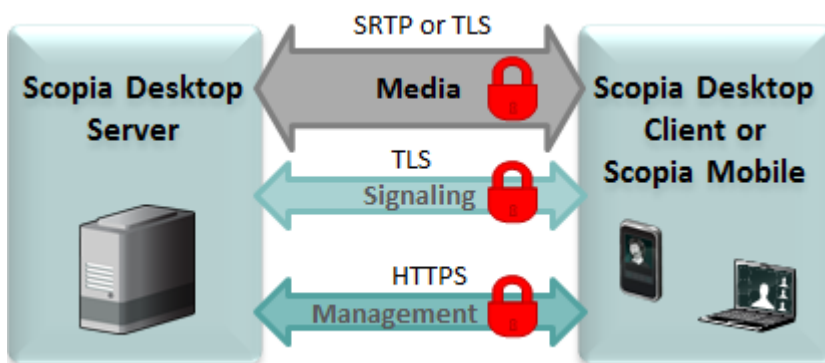 SRTP or TLS
Scopia Desktop
Server
Media
Scopia Desktop
Client or
Scopia Mobile
TLS
Signaling
HTTPS
Management